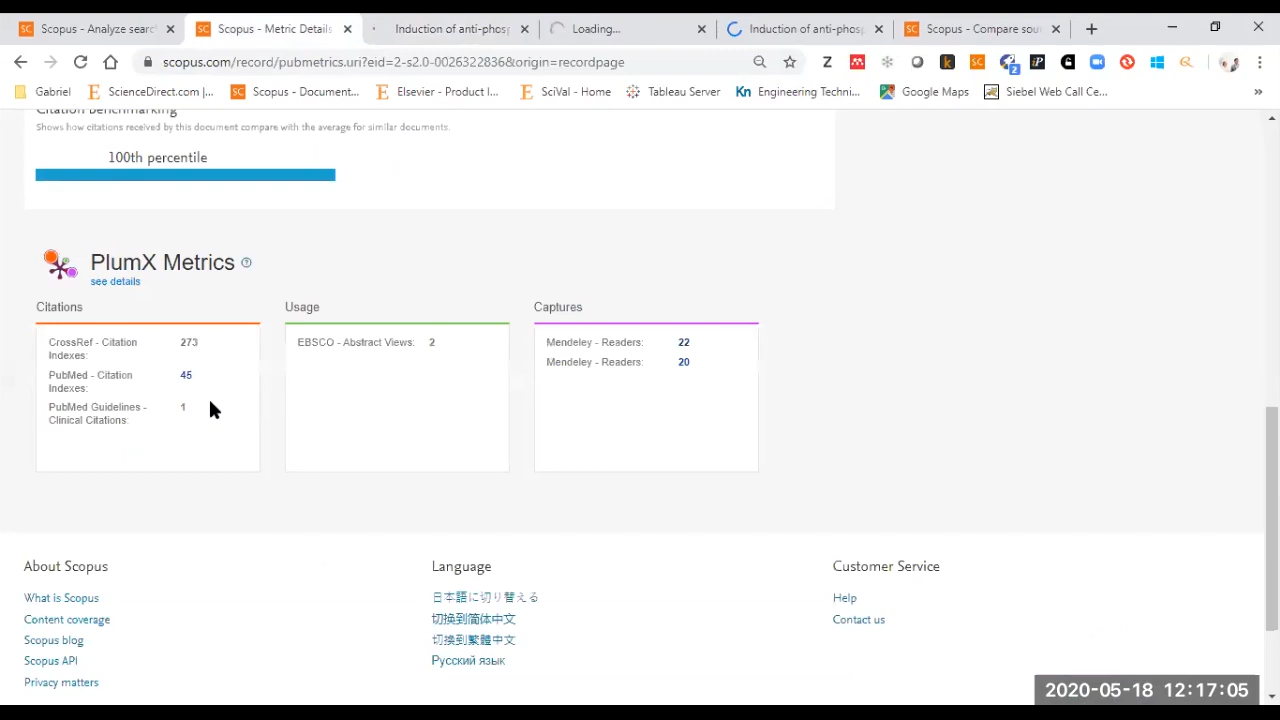 Scopus - Analyze searc
Scopus - Metric Details
Induction of anti-phosp
Loading...
Induction of anti-phosp
Scopus - Compare sou
scopus.com/record/pubmetrics.uri?eid=2-s2.0-0026322836&origin=recordpage
Gabriel
ScienceDirect.com |...
Scopus - Document...
Elsevier - Product I...
SciVal - Home
Tableau Server
Kn Engineering Techni...
Google Maps
Siebel Web Call Ce...
Citation benchmarking
Shows how citations received by this document compare with the average for similar documents.
100th percentile
PlumX Metrics
see details
Citations
CrossRef - Citation Indexes: 273
PubMed - Citation Indexes: 45
PubMed Guidelines - Clinical Citations: 1
Usage
EBSCO - Abstract Views: 2
Captures
Mendeley - Readers: 22
Mendeley - Readers: 20
About Scopus
What is Scopus
Content coverage
Scopus blog
Scopus API
Privacy matters
Language
日本語に切り替える
切换到简体中文
切換到繁體中文
Русский язык
Customer Service
Help
Contact us
2020-05-18 12:17:05